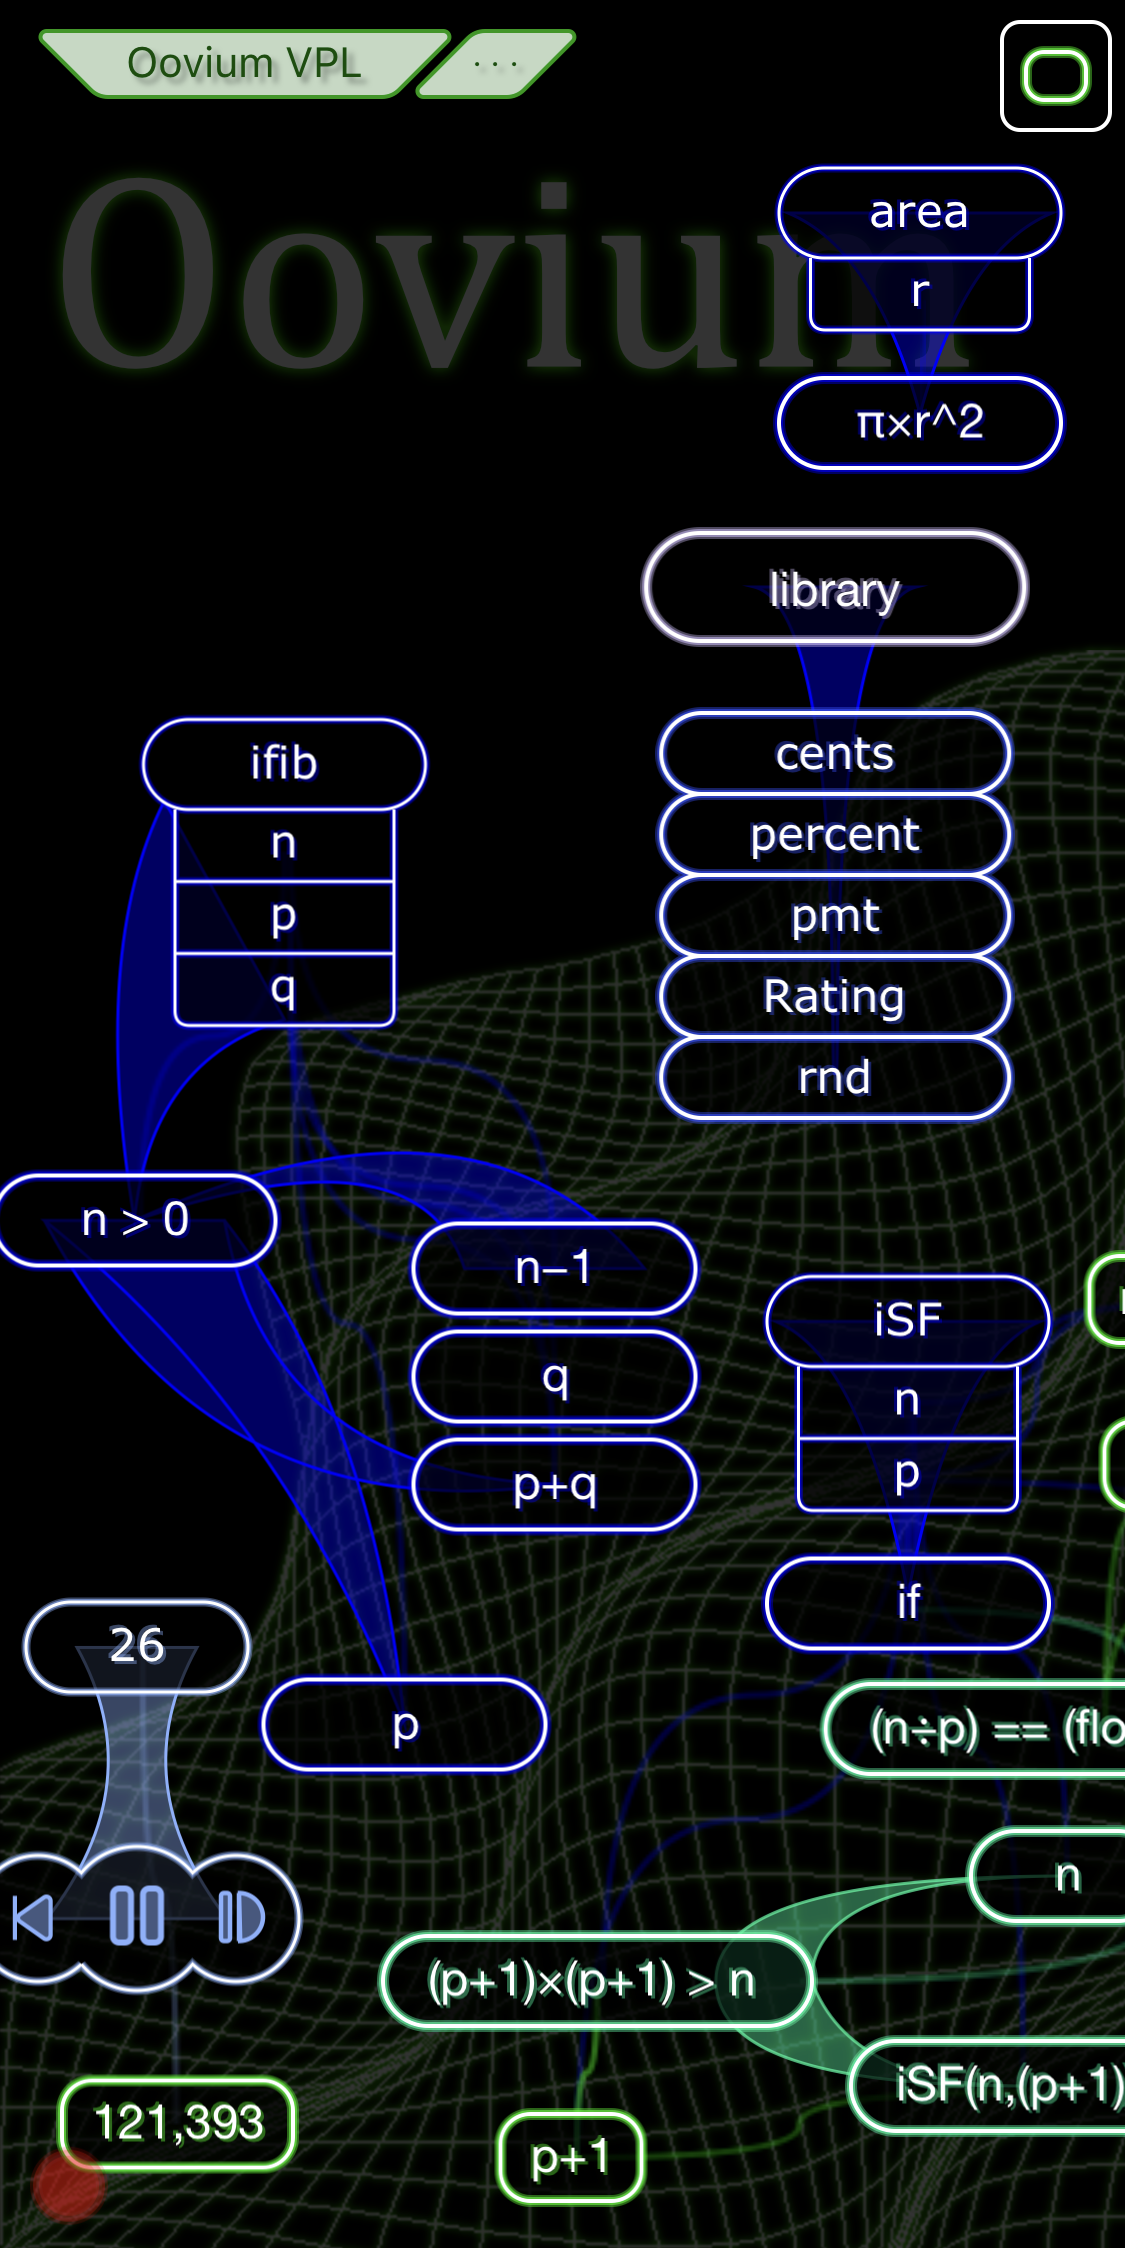 Oovium VPL
. . .
Oovium
area
r
π×r^2
library
cents
percent
pmt
Rating
rnd
ifib
n
p
q
n > 0
n−1
q
p+q
iSF
n
p
if
26
p
(n÷p) == (flo
n
(p+1)×(p+1) > n
iSF(n,(p+1)
121,393
p+1